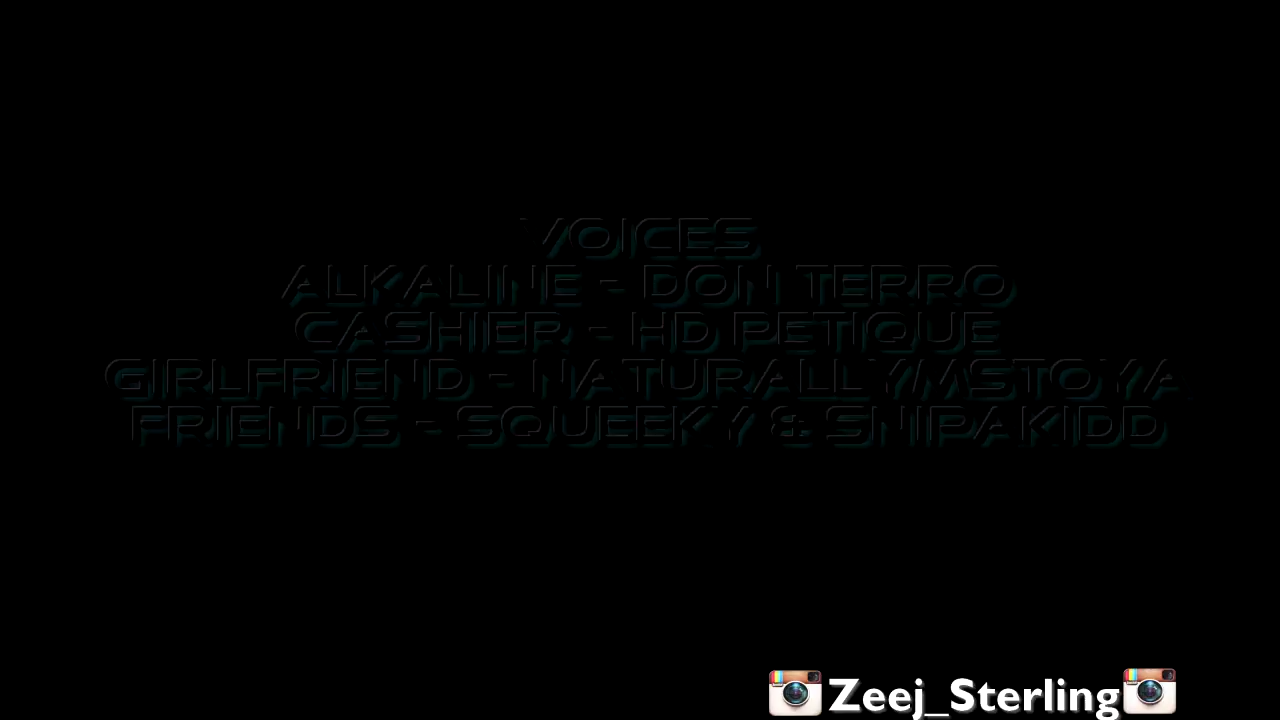 VOICES
ALKALINE - DON TERRO
CASHIER - HD PETIQUE
GIRLFRIEND - NATURALLYMSTOYA
FRIENDS - SQUEEKY & SNIPAKIDD
Zeej_Sterling